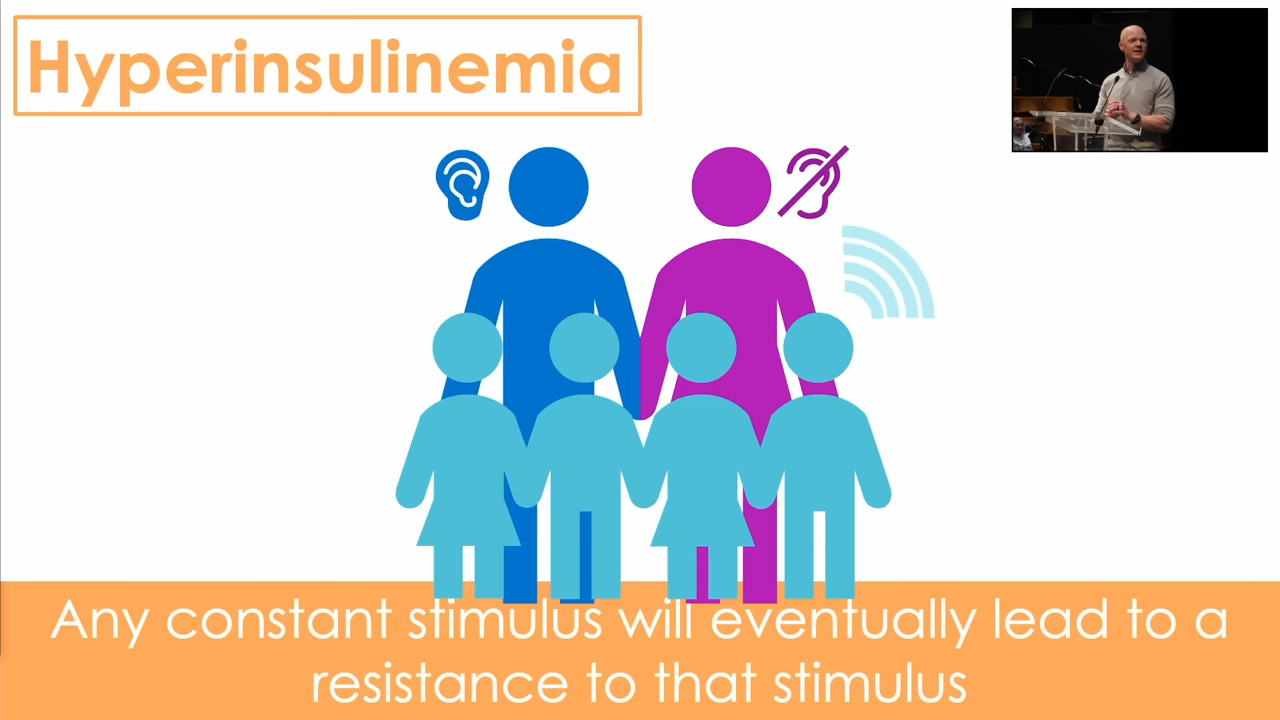 Hyperinsulinemia
Any constant stimulus will eventually lead to a
resistance to that stimulus